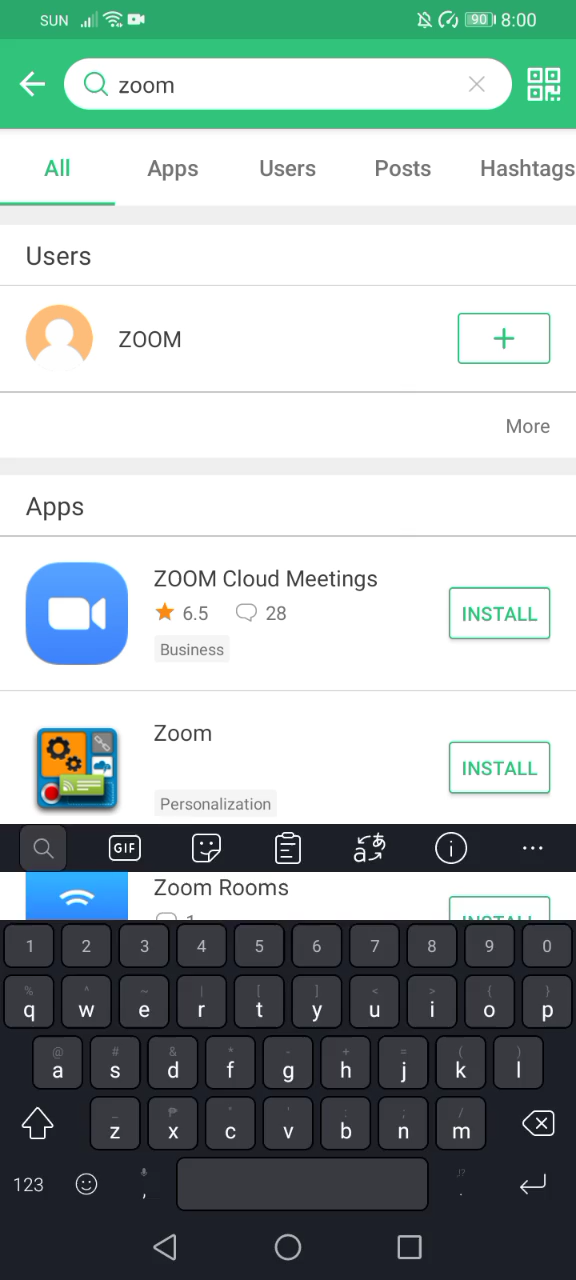 SUN 90 8:00
zoom
All Apps Users Posts Hashtags
Users
ZOOM +
More
Apps
ZOOM Cloud Meetings
6.5 28
Business
INSTALL
Zoom
Personalization
INSTALL
GIF aあ i ...
Zoom Rooms
1 2 3 4 5 6 7 8 9 0
% ^ ~ | [ ] < > { }
q w e r t y u i o p
@ # & * - + = ( )
a s d f g h j k l
z x c v b n m
123 , .